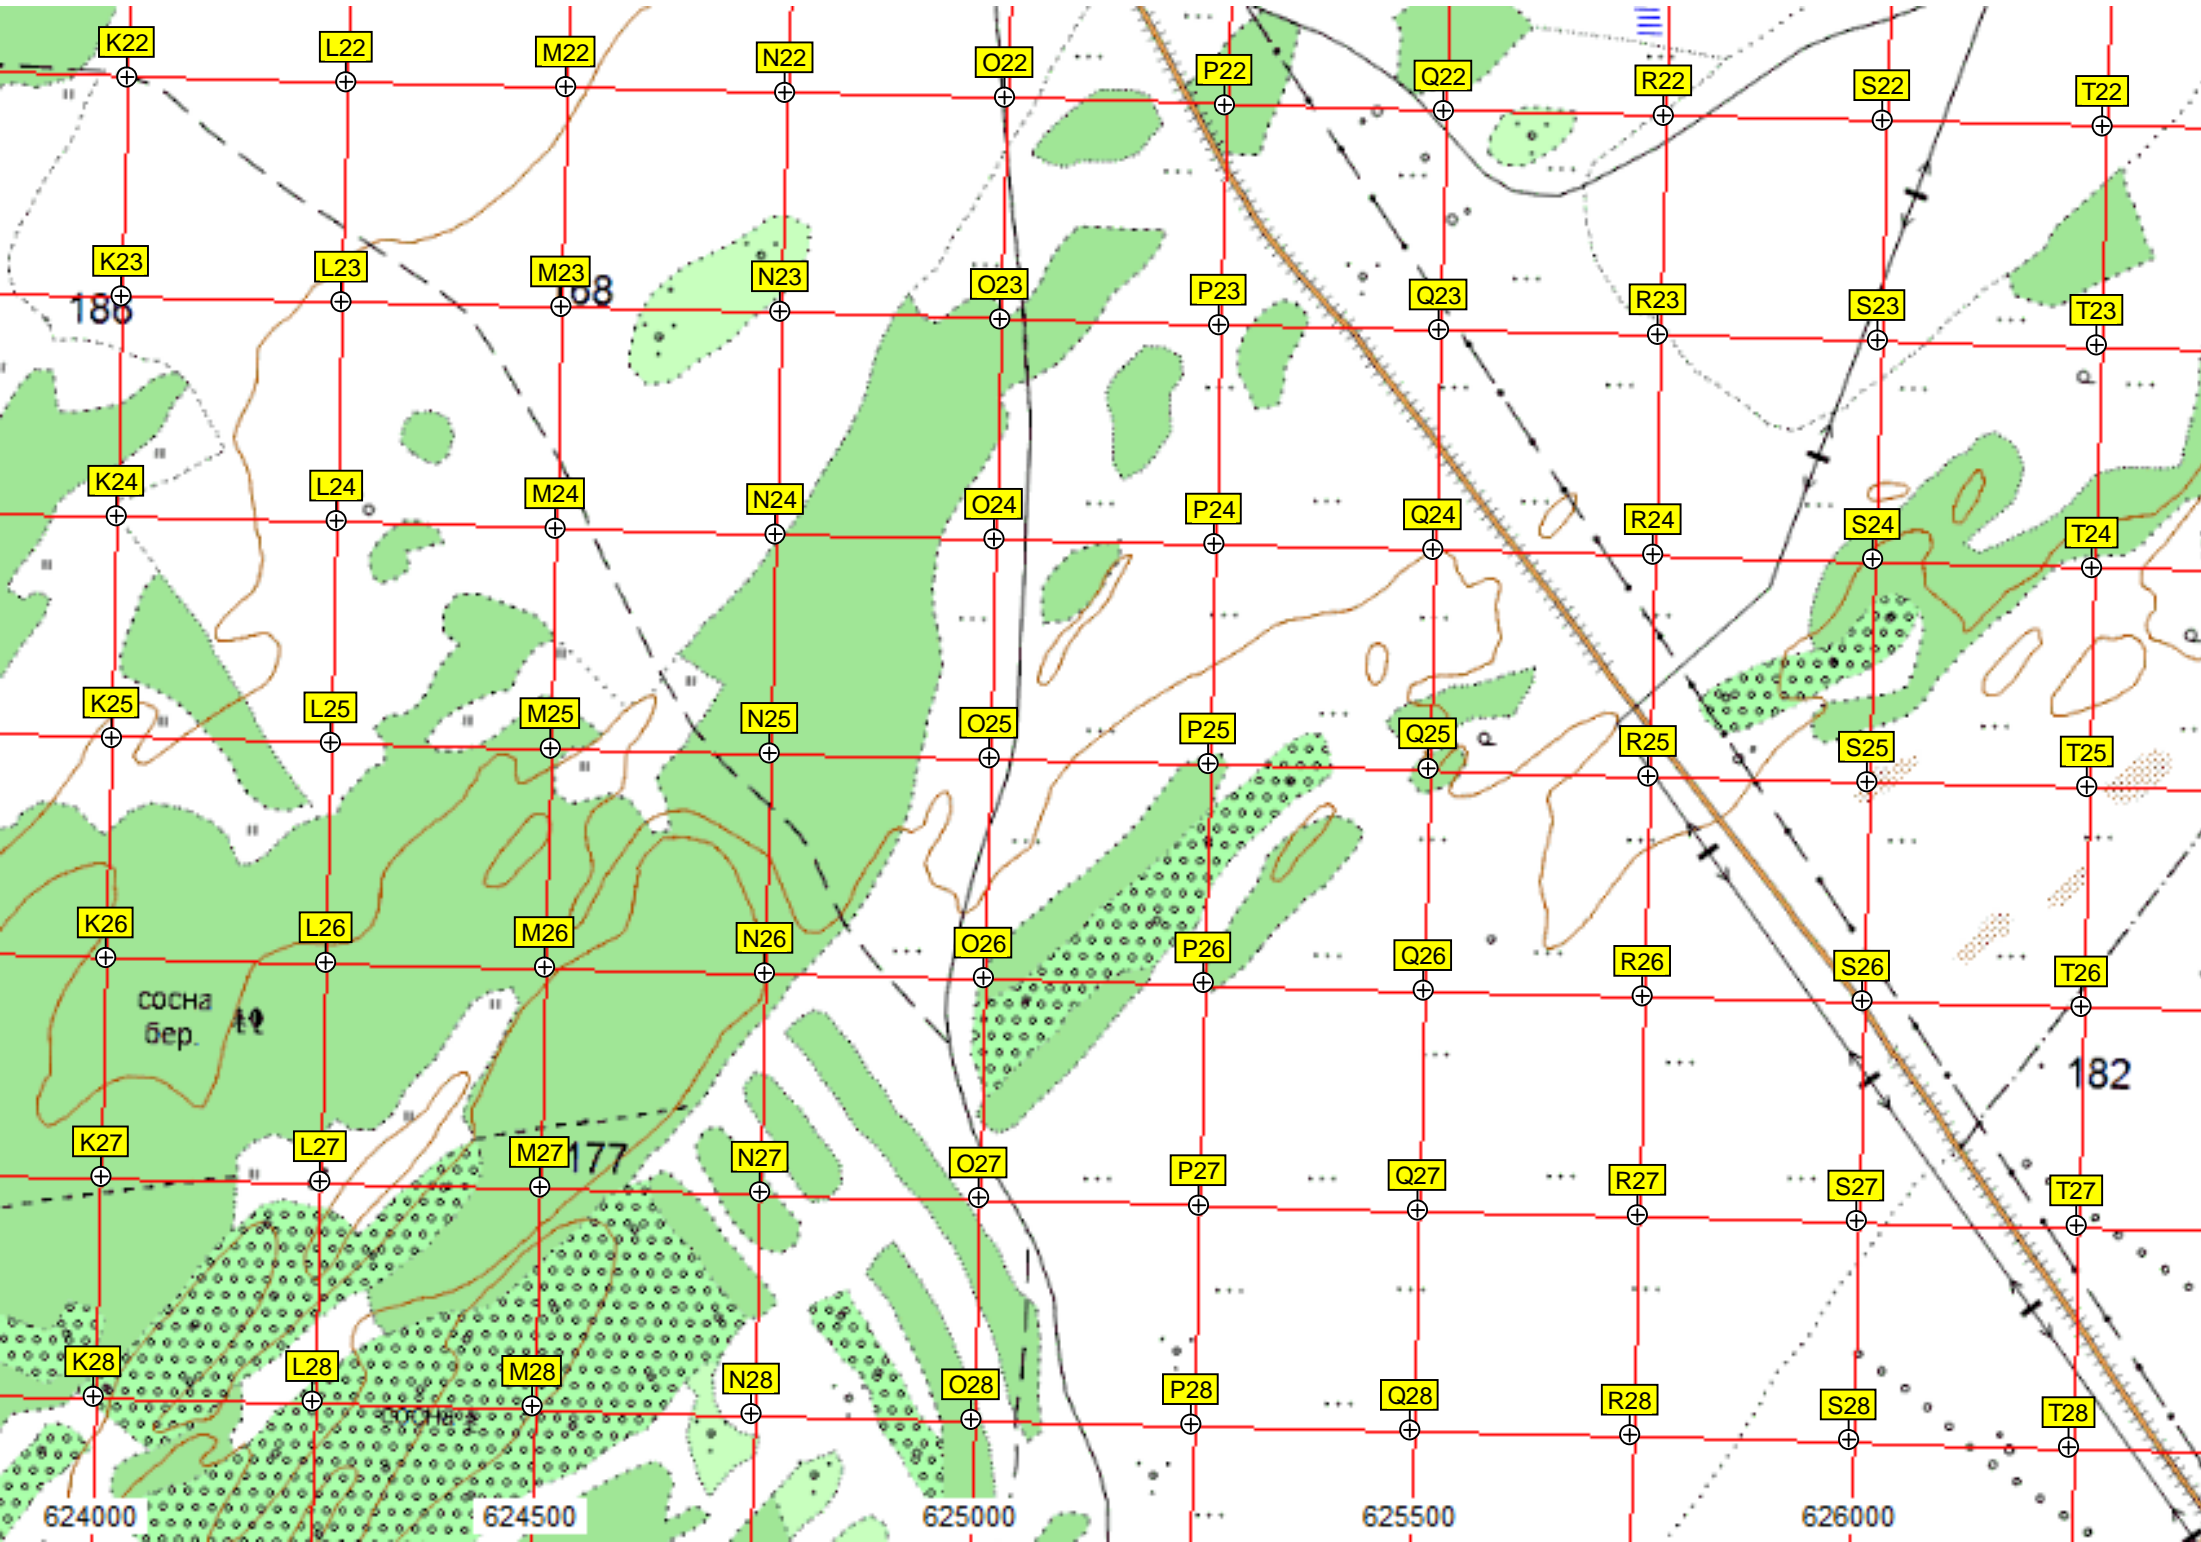 K22 L22 M22 N22 O22 P22 Q22 R22 S22 T22
K23 L23 M23 N23 O23 P23 Q23 R23 S23 T23
186 68
K24 L24 M24 N24 O24 P24 Q24 R24 S24 T24
K25 L25 M25 N25 O25 P25 Q25 R25 S25 T25
K26 L26 M26 N26 O26 P26 Q26 R26 S26 T26
сосна
бер.
182
K27 L27 M27 N27 O27 P27 Q27 R27 S27 T27
177
K28 L28 M28 N28 O28 P28 Q28 R28 S28 T28
624000 624500 625000 625500 626000